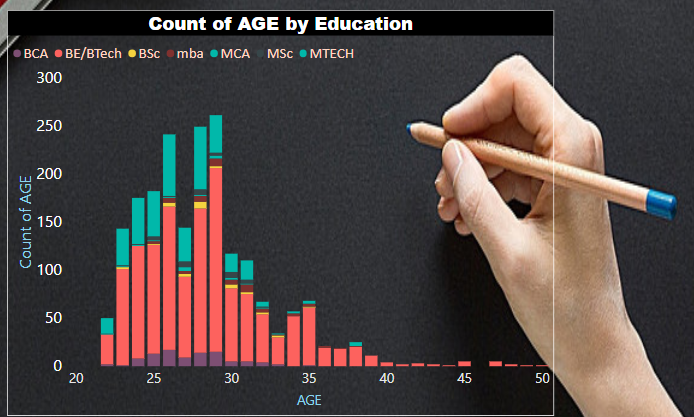 Count of AGE by Education
BCA BE/BTech BSc mba MCA MSc MTECH
300
250
200
150
100
50
0
Count of AGE
20 25 30 35 40 45 50
AGE